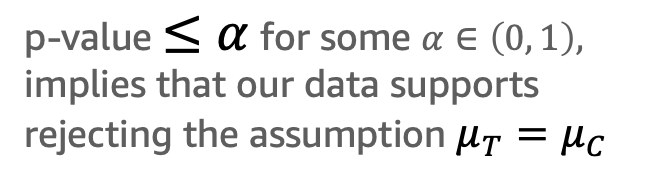 p-value ≤ α for some α ∈ (0, 1),
implies that our data supports
rejecting the assumption μ_T = μ_C